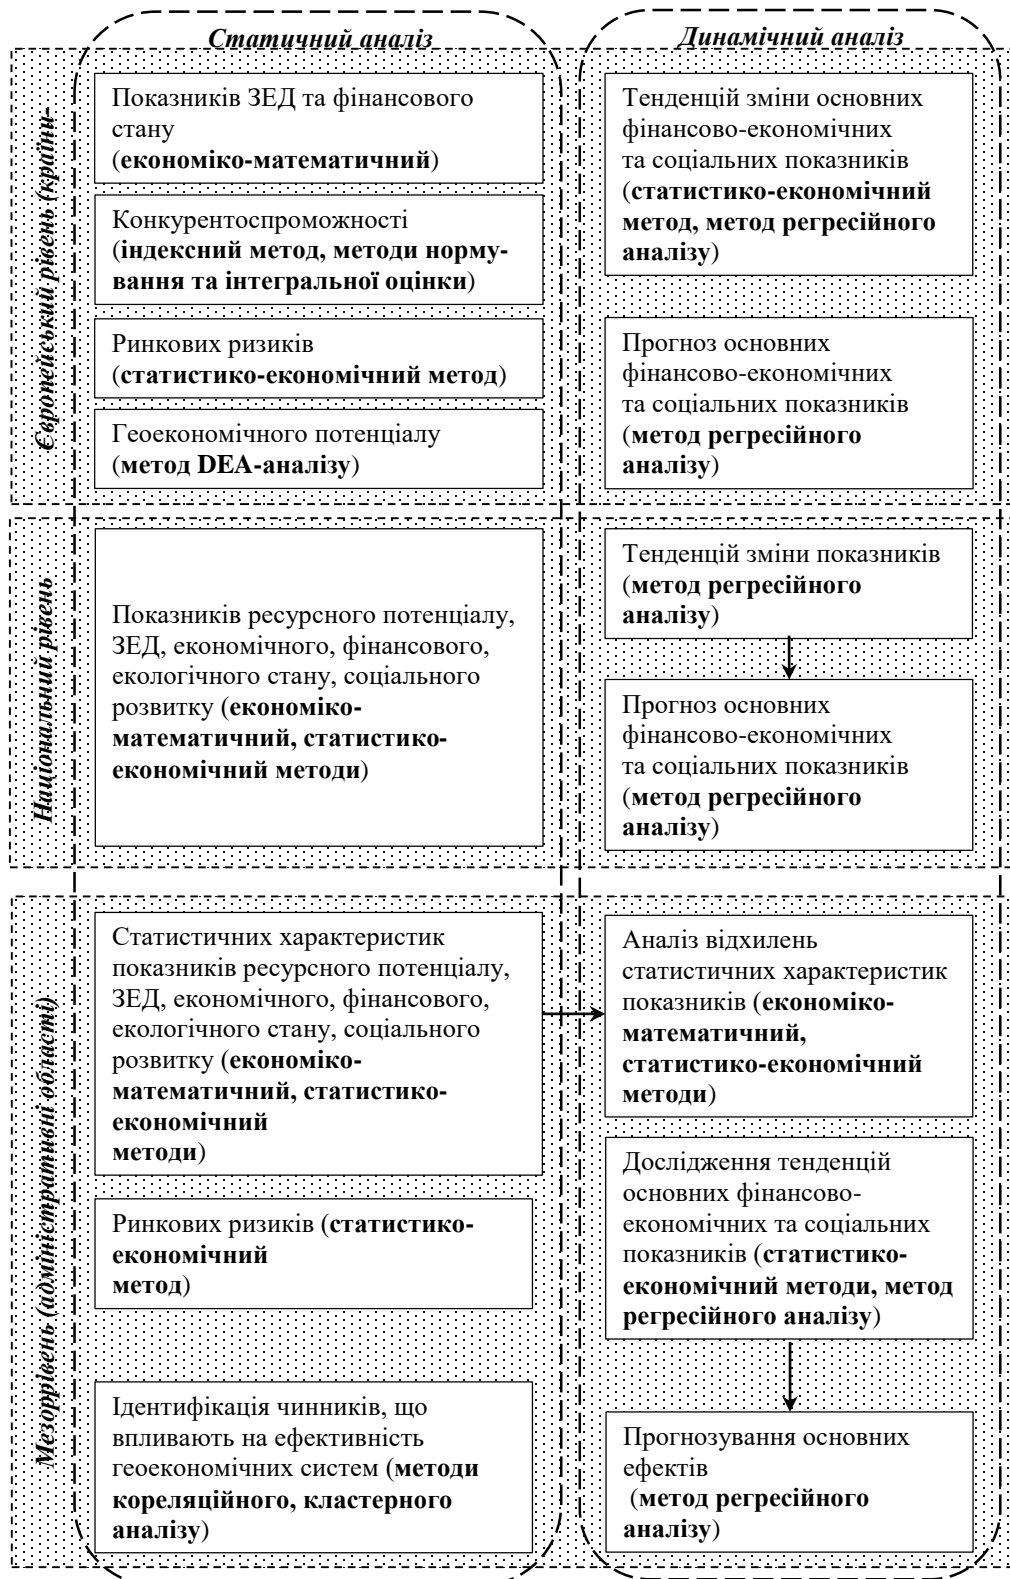 Статичний аналіз
Динамічний аналіз
Європейський рівень (країни-
Показників ЗЕД та фінансового
стану
(економіко-математичний)
Конкурентоспроможності
(індексний метод, методи норму-
вання та інтегральної оцінки)
Ринкових ризиків
(статистико-економічний метод)
Геоекономічного потенціалу
(метод DEA-аналізу)
Тенденцій зміни основних
фінансово-економічних
та соціальних показників
(статистико-економічний
метод, метод регресійного
аналізу)
Прогноз основних
фінансово-економічних
та соціальних показників
(метод регресійного
аналізу)
Національний рівень
Показників ресурсного потенціалу,
ЗЕД, економічного, фінансового,
екологічного стану, соціального
розвитку (економіко-
математичний, статистико-
економічний методи)
Тенденцій зміни показників
(метод регресійного
аналізу)
Прогноз основних
фінансово-економічних
та соціальних показників
(метод регресійного
аналізу)
Мезоррівень (адміністративні області)
Статистичних характеристик
показників ресурсного потенціалу,
ЗЕД, економічного, фінансового,
екологічного стану, соціального
розвитку (економіко-
математичний, статистико-
економічний
методи)
Ринкових ризиків (статистико-
економічний
метод)
Ідентифікація чинників, що
впливають на ефективність
геоекономічних систем (методи
кореляційного, кластерного
аналізу)
Аналіз відхилень
статистичних характеристик
показників (економіко-
математичний,
статистико-економічний
методи)
Дослідження тенденцій
основних фінансово-
економічних та соціальних
показників (статистико-
економічний методи, метод
регресійного аналізу)
Прогнозування основних
ефектів
(метод регресійного
аналізу)